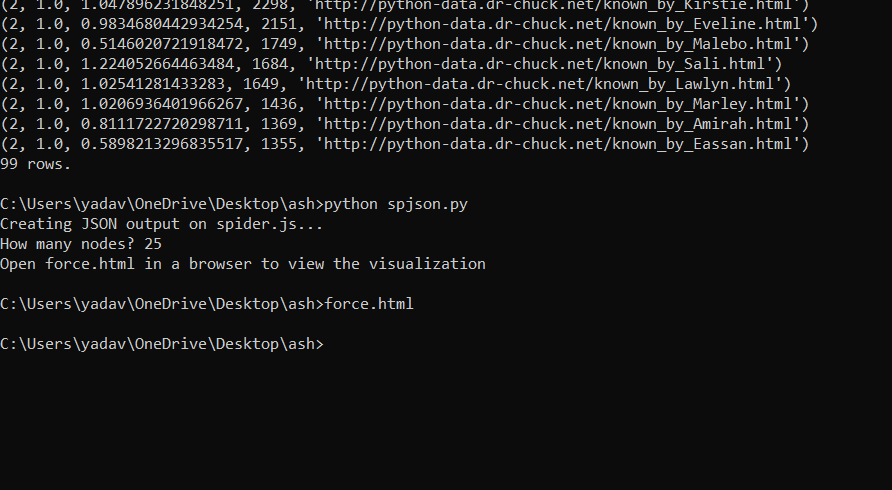 (2, 1.0, 1.047896231848251, 2298, 'http://python-data.dr-chuck.net/known_by_Kirstie.html')
(2, 1.0, 0.9834680442934254, 2151, 'http://python-data.dr-chuck.net/known_by_Eveline.html')
(2, 1.0, 0.5146020721918472, 1749, 'http://python-data.dr-chuck.net/known_by_Malebo.html')
(2, 1.0, 1.224052664463484, 1684, 'http://python-data.dr-chuck.net/known_by_Sali.html')
(2, 1.0, 1.02541281433283, 1649, 'http://python-data.dr-chuck.net/known_by_Lawlyn.html')
(2, 1.0, 1.0206936401966267, 1436, 'http://python-data.dr-chuck.net/known_by_Marley.html')
(2, 1.0, 0.8111722720298711, 1369, 'http://python-data.dr-chuck.net/known_by_Amirah.html')
(2, 1.0, 0.5898213296835517, 1355, 'http://python-data.dr-chuck.net/known_by_Eassan.html')
99 rows.
C:\Users\yadav\OneDrive\Desktop\ash>python spjson.py
Creating JSON output on spider.js...
How many nodes? 25
Open force.html in a browser to view the visualization
C:\Users\yadav\OneDrive\Desktop\ash>force.html
C:\Users\yadav\OneDrive\Desktop\ash>